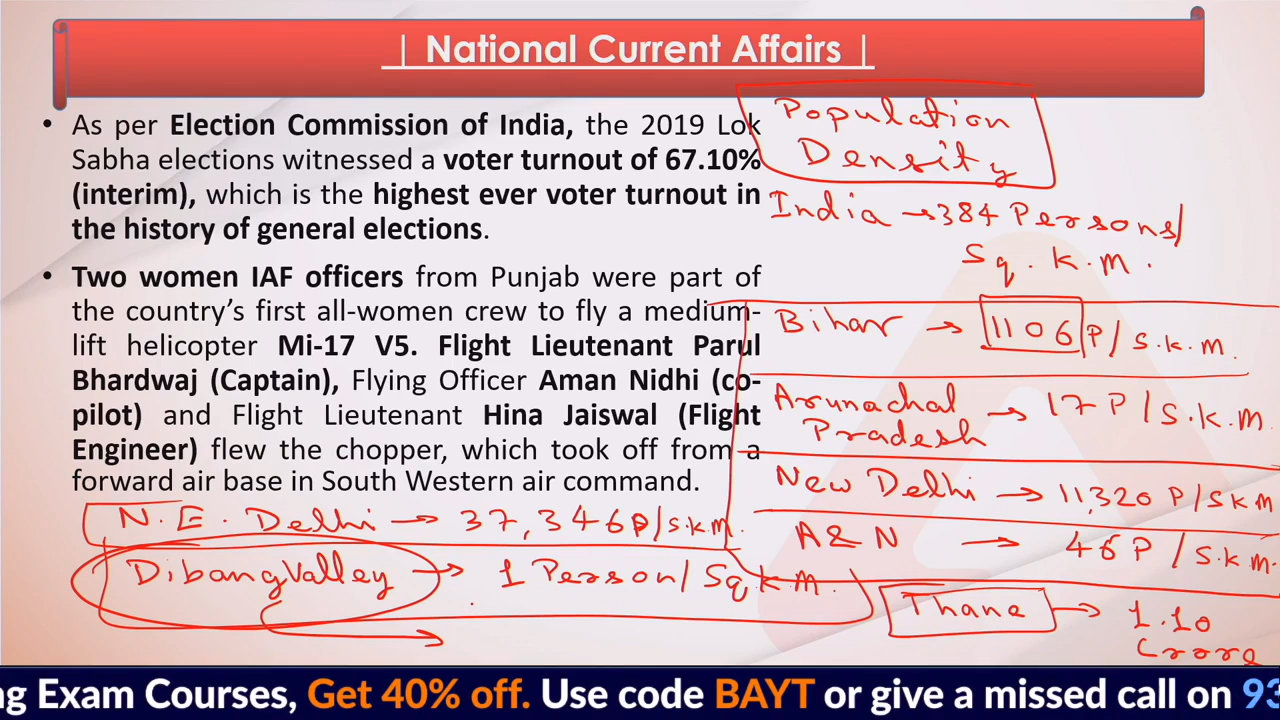 | National Current Affairs |
• As per Election Commission of India, the 2019 Lok
Sabha elections witnessed a voter turnout of 67.10%
(interim), which is the highest ever voter turnout in
the history of general elections.
• Two women IAF officers from Punjab were part of
the country's first all-women crew to fly a medium-
lift helicopter Mi-17 V5. Flight Lieutenant Parul
Bhardwaj (Captain), Flying Officer Aman Nidhi (co-
pilot) and Flight Lieutenant Hina Jaiswal (Flight
Engineer) flew the chopper, which took off from a
forward air base in South Western air command.
N.E. Delhi → 37,346P/s.k.m.
Dibang Valley → 1 Person/Sq.k.m.
Population
Density
India → 384 Persons/
Sq. k.m.
Bihar → 1106 P/s.k.m.
Arunachal
Pradesh → 17 P/s.k.m.
New Delhi → 11,320 P/skm
A&N → 46 P/s.k.m.
Thane → 1.10
Crore
ng Exam Courses, Get 40% off. Use code BAYT or give a missed call on 93